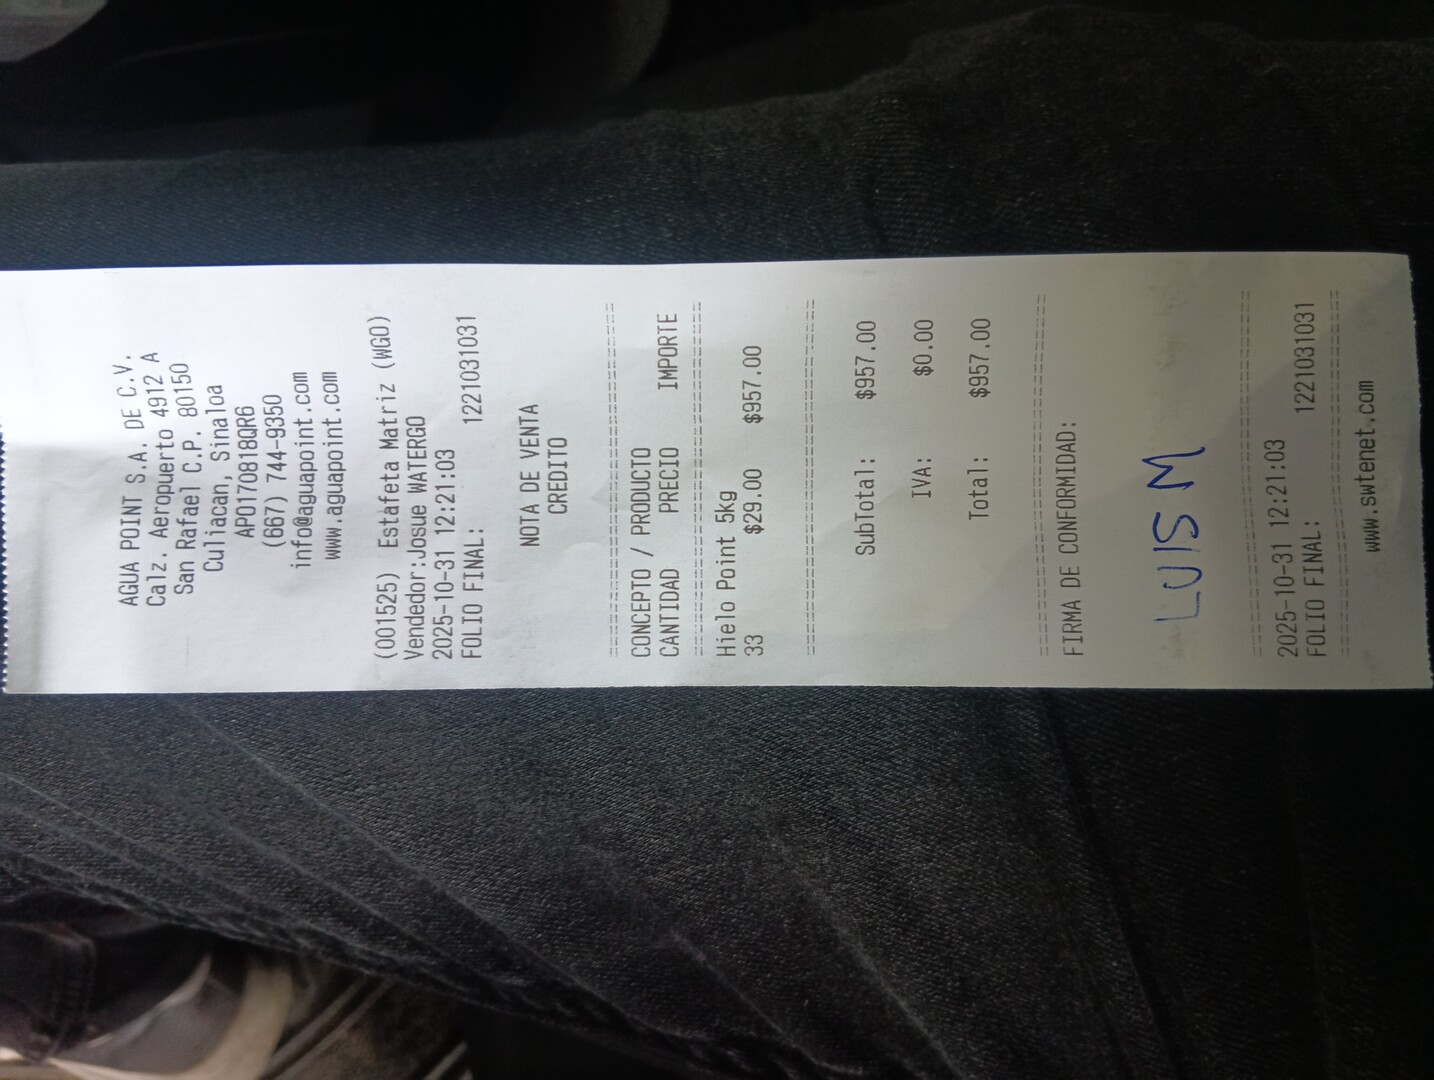 AGUA POINT S.A. DE C.V.
Calz. Aeropuerto 4912 A
San Rafael C.P. 80150
Culiacan, Sinaloa
APO170818QR6
(667) 744-9350
info@aguapoint.com
www.aguapoint.com
(001525) Estafeta Matriz (WGO)
Vendedor:Josue WATERGO
2025-10-31 12:21:03
FOLIO FINAL: 1221031031
NOTA DE VENTA
CREDITO
CONCEPTO / PRODUCTO
CANTIDAD PRECIO IMPORTE
Hielo Point 5kg
33 $29.00 $957.00
SubTotal: $957.00
IVA: $0.00
Total: $957.00
FIRMA DE CONFORMIDAD:
LUIS M
2025-10-31 12:21:03
FOLIO FINAL: 1221031031
www.swtenet.com